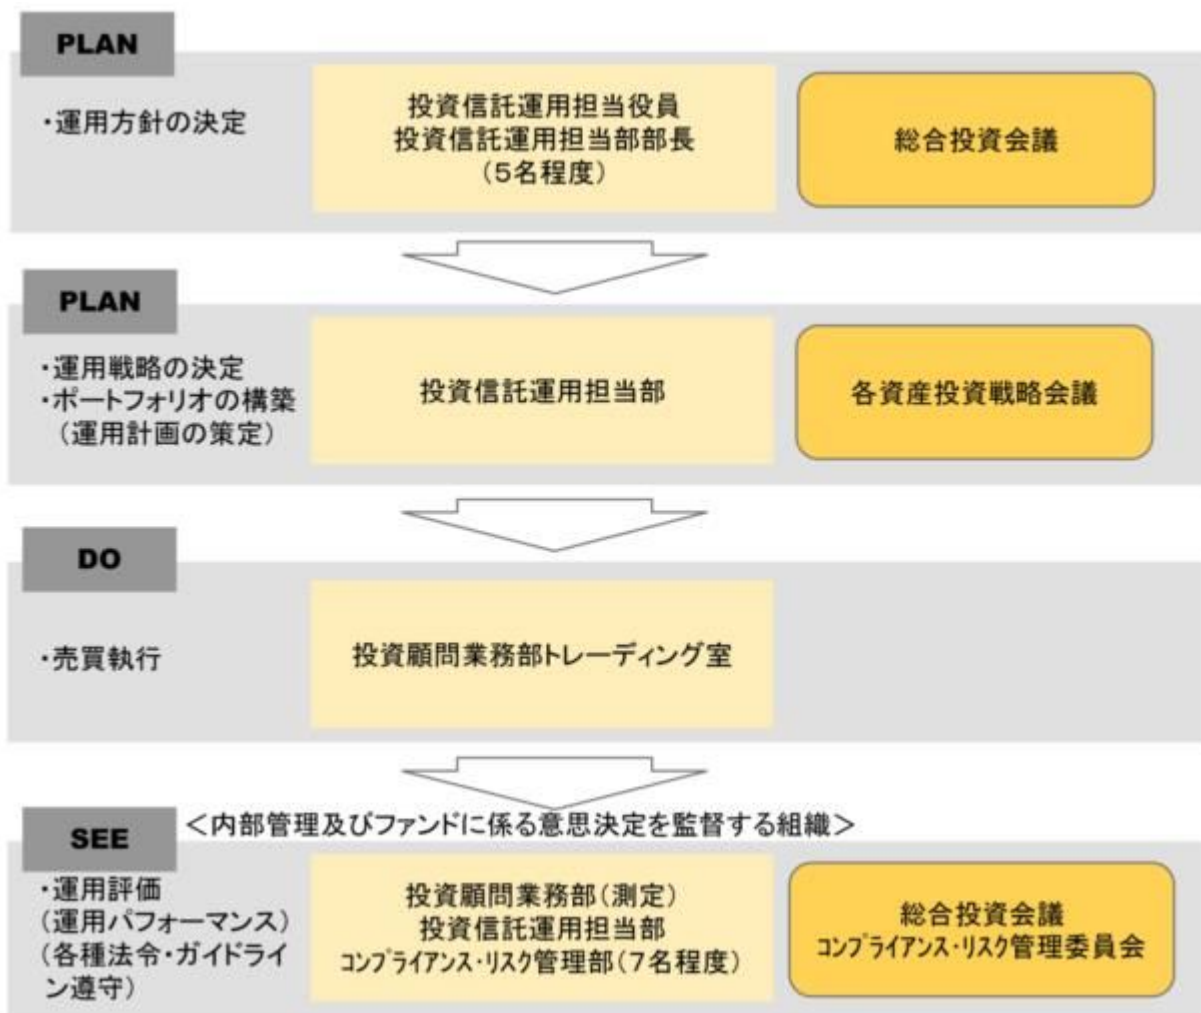 PLAN
・運用方針の決定
投資信託運用担当役員
投資信託運用担当部部長
(5名程度)
総合投資会議
PLAN
・運用戦略の決定
・ポートフォリオの構築
(運用計画の策定)
投資信託運用担当部
各資産投資戦略会議
DO
・売買執行
投資顧問業務部トレーディング室
SEE
＜内部管理及びファンドに係る意思決定を監督する組織＞
・運用評価
(運用パフォーマンス)
(各種法令・ガイドライ
ン遵守)
投資顧問業務部(測定)
投資信託運用担当部
ｺﾝﾌﾟﾗｲｱﾝｽ・ﾘｽｸ管理部(7名程度)
総合投資会議
ｺﾝﾌﾟﾗｲｱﾝｽ・ﾘｽｸ管理委員会